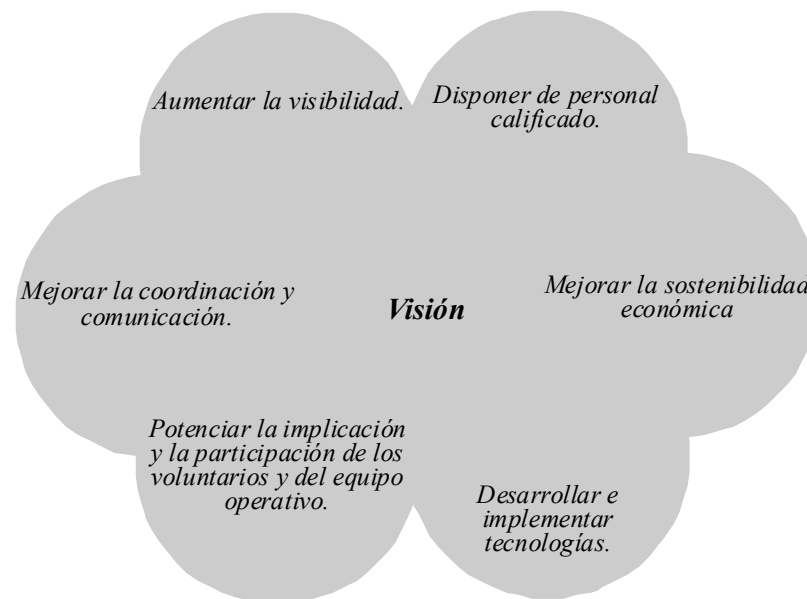 Aumentar la visibilidad.
Disponer de personal
calificado.
Mejorar la coordinación y
comunicación.
Visión
Mejorar la sostenibilidad
económica
Potenciar la implicación
y la participación de los
voluntarios y del equipo
operativo.
Desarrollar e
implementar
tecnologías.